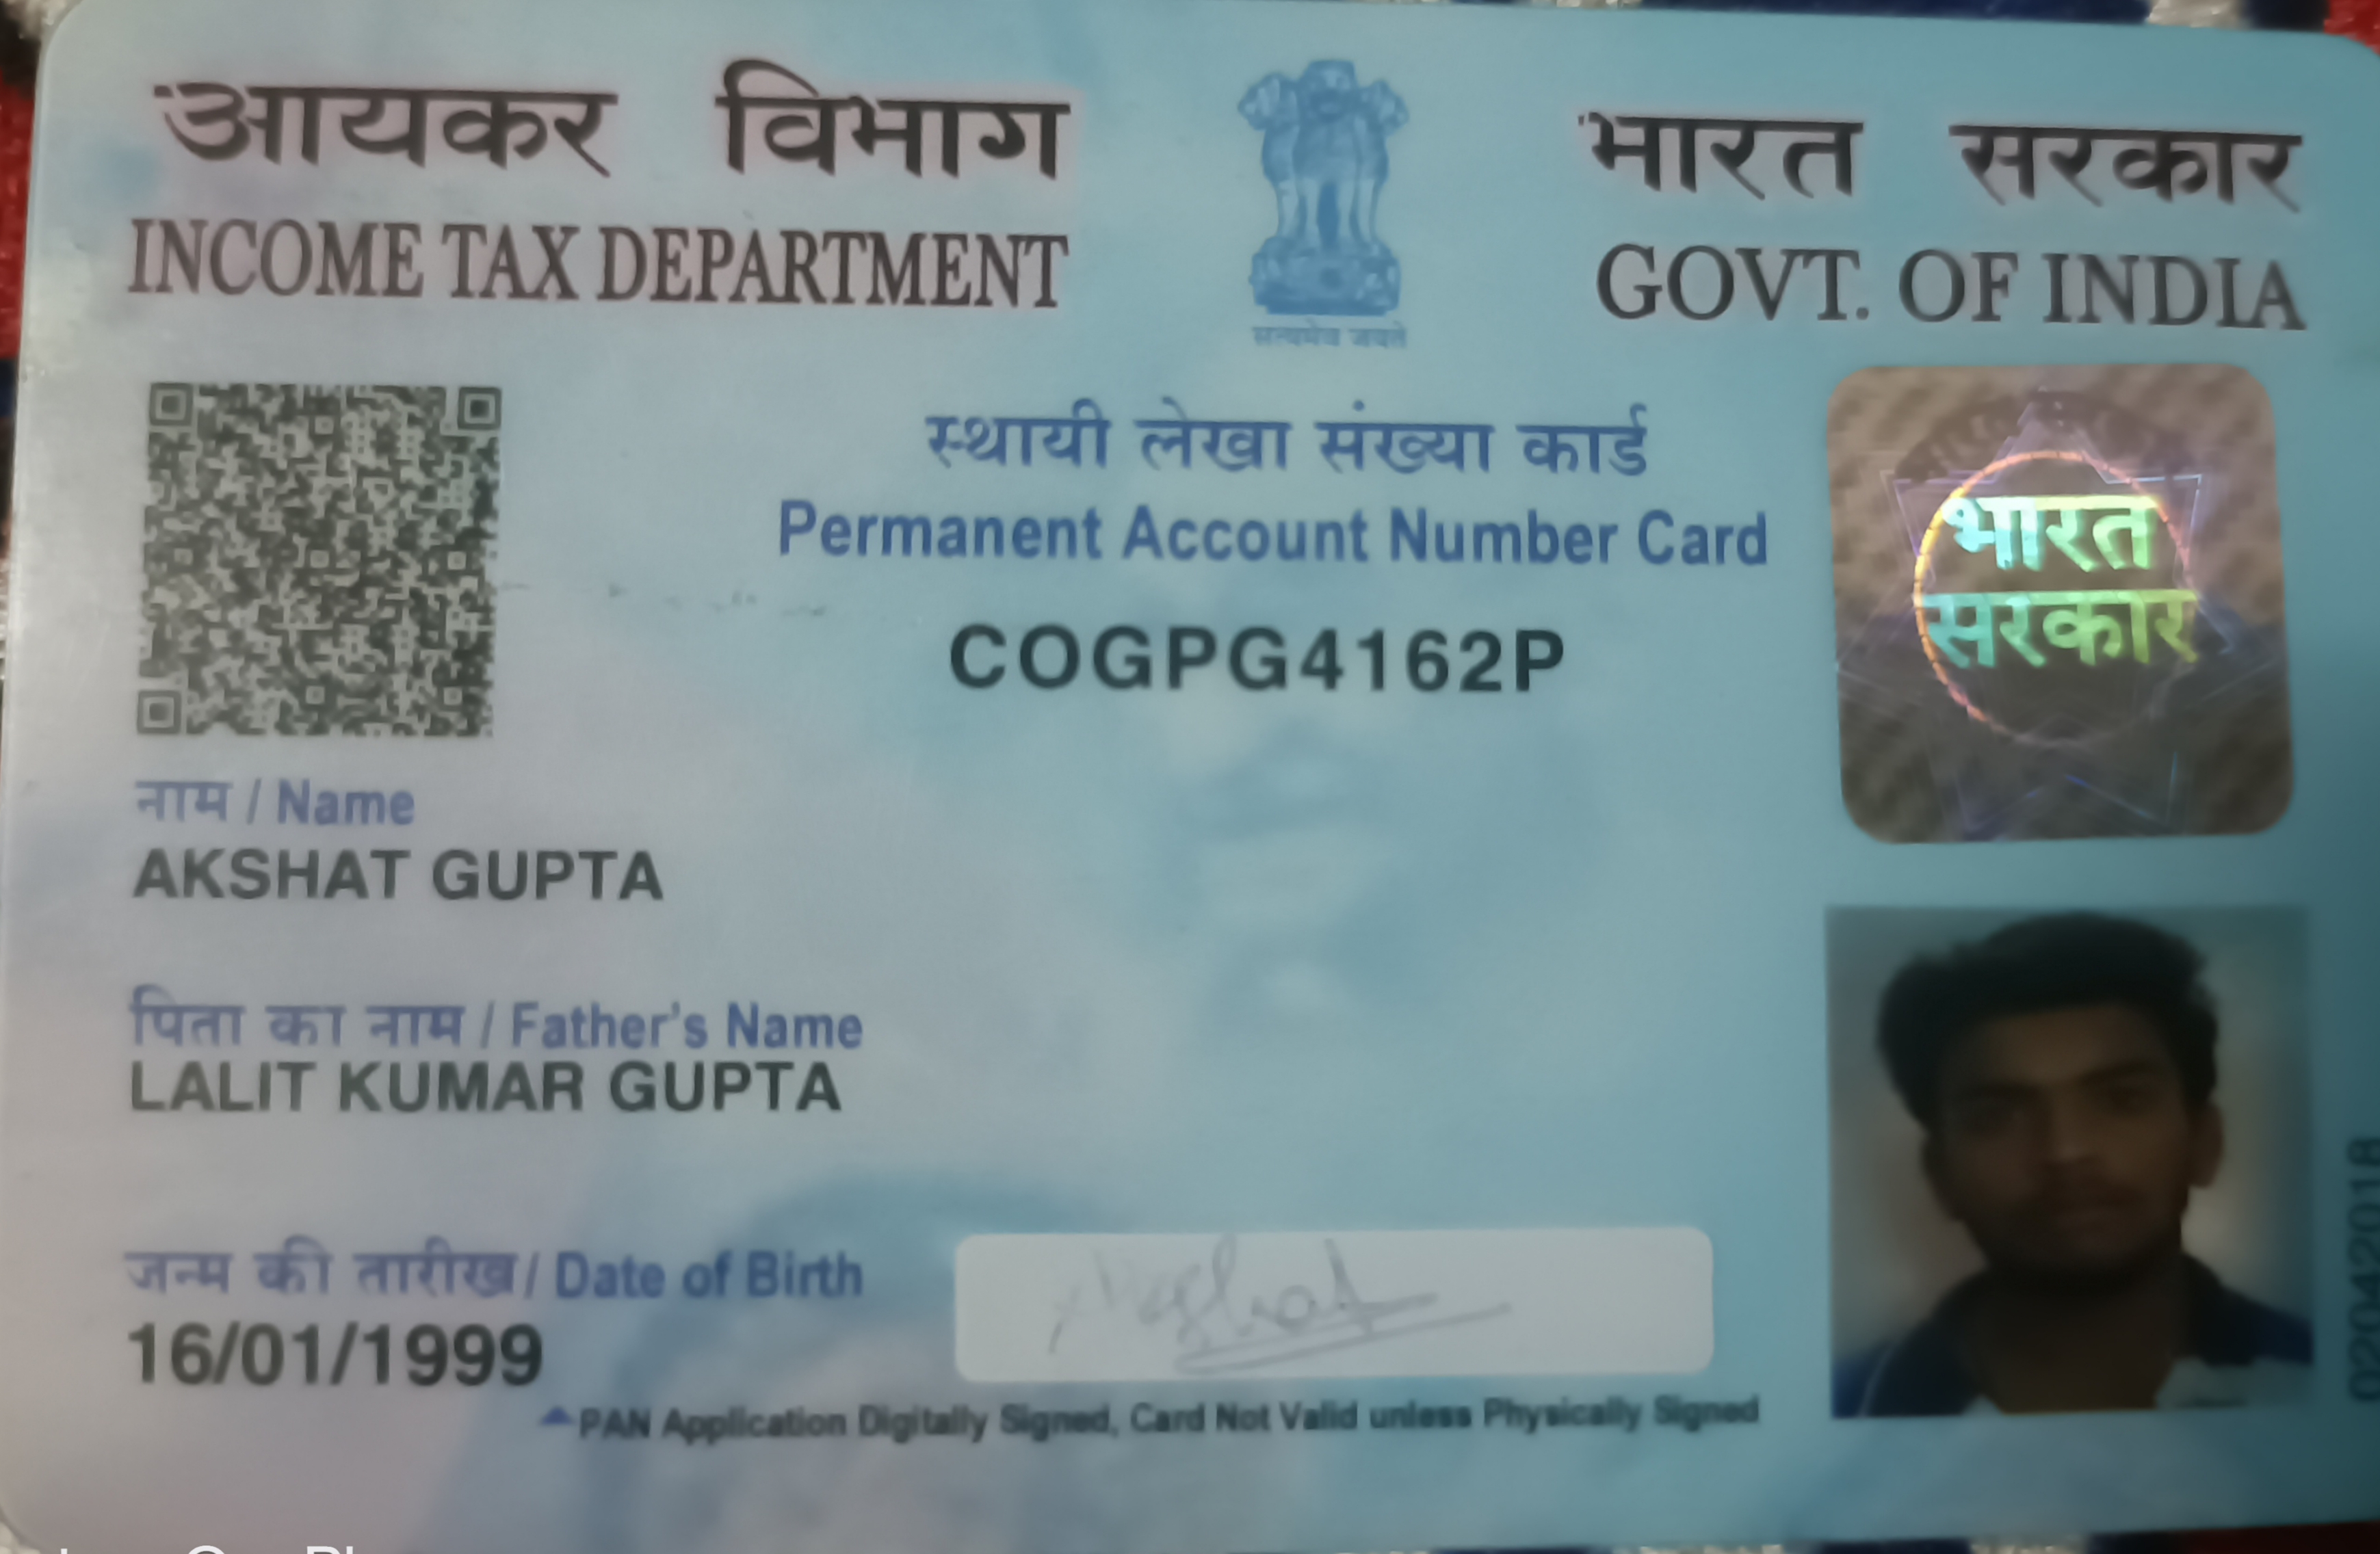 आयकर विभाग
INCOME TAX DEPARTMENT
सत्यमेव जयते
भारत सरकार
GOVT. OF INDIA
स्थायी लेखा संख्या कार्ड
Permanent Account Number Card
COGPG4162P
भारत
सरकार
नाम / Name
AKSHAT GUPTA
पिता का नाम / Father's Name
LALIT KUMAR GUPTA
जन्म की तारीख / Date of Birth
16/01/1999
Akshat
PAN Application Digitally Signed, Card Not Valid unless Physically Signed
02042018